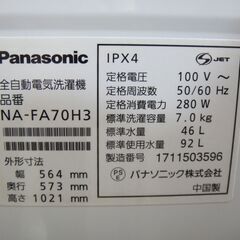 Panasonic
全自動電気洗濯機
品番
NA-FA70H3
外形寸法
幅 564 mm
奥行 573 mm
高さ 1021 mm
IPX4
JET
定格電圧 100 V~
定格周波数 50/60 Hz
定格消費電力 280 W
標準洗濯容量 7.0kg
標準水量 46 L
標準使用水量 92 L
製造番号 1711503596
PS
E
パナソニック株式会社
中国製